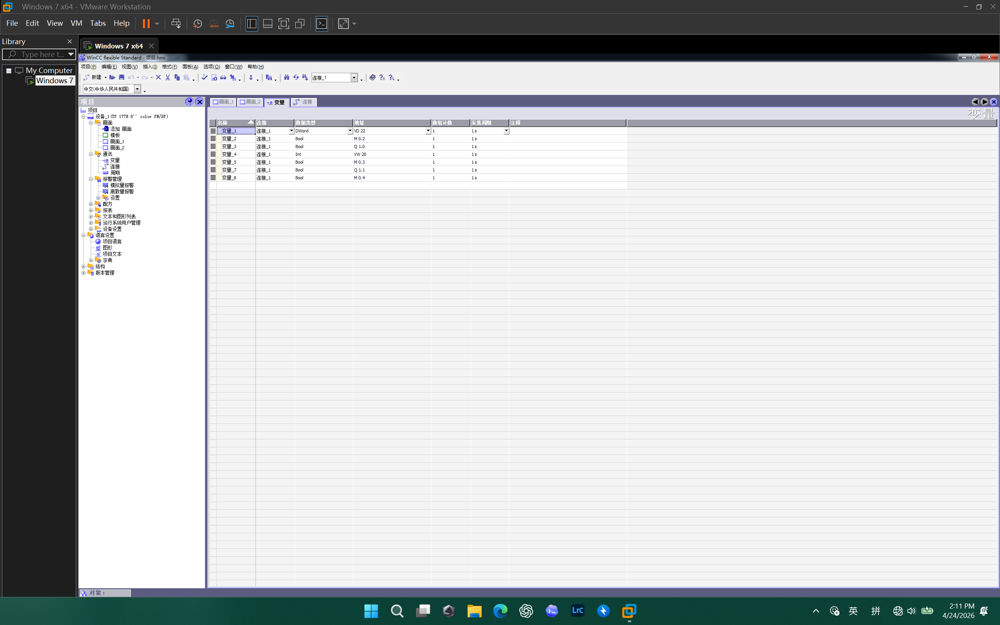 Windows 7 x64 - VMware Workstation
File Edit View VM Tabs Help
Library
Type here t...
My Computer
Windows 7
Windows 7 x64
WinCC flexible Standard - 项目.hmi
项目(P) 编辑(E) 视图(V) 插入(I) 格式(F) 面板(A) 选项(O) 窗口(W) 帮助(H)
新建 连接_1
中文(中华人民共和国)
项目
项目
设备_1(TP 177B 6'' color PN/DP)
画面
添加 画面
模板
画面_1
画面_2
通讯
变量
连接
周期
报警管理
模拟量报警
离散量报警
设置
配方
报表
文本和图形列表
运行系统用户管理
设备设置
语言设置
项目语言
图形
项目文本
字典
结构
版本管理
画面_1 画面_2 变量 连接
变量
名称 连接 数据类型 地址 数组计数 采集周期 注释
变量_1 连接_1 DWord VD 22 1 1 s
变量_2 连接_1 Bool M 0.2 1 1 s
变量_3 连接_1 Bool Q 1.0 1 1 s
变量_4 连接_1 Int VW 20 1 1 s
变量_5 连接_1 Bool M 0.3 1 1 s
变量_7 连接_1 Bool Q 1.1 1 1 s
变量_8 连接_1 Bool M 0.4 1 1 s
对象：
LrC
英 拼
2:11 PM
4/24/2026